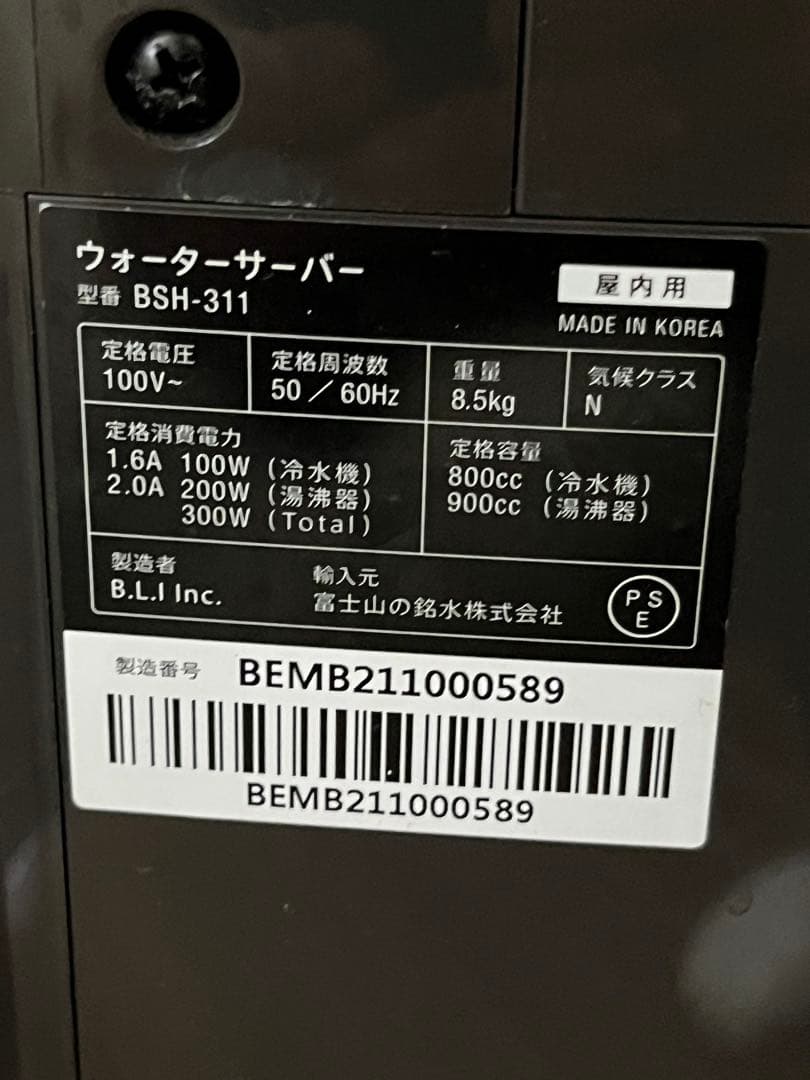 ウォーターサーバー
型番 BSH-311
屋内用
MADE IN KOREA
定格電圧
100V~
定格周波数
50／60Hz
重量
8.5kg
気候クラス
N
定格消費電力
1.6A 100W (冷水機)
2.0A 200W (湯沸器)
300W (Total)
定格容量
800cc (冷水機)
900cc (湯沸器)
製造者
B.L.I Inc.
輸入元
富士山の銘水株式会社
PS
E
製造番号 BEMB211000589
BEMB211000589